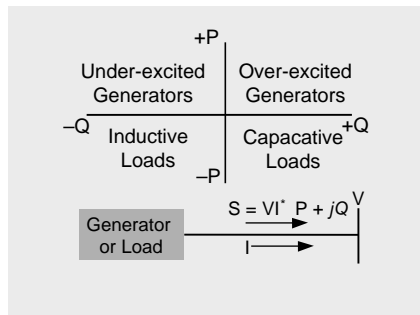 +P
Under-excited Generators
Over-excited Generators
–Q
+Q
Inductive Loads
Capacative Loads
–P
V
S = VI* P + jQ
Generator or Load
I